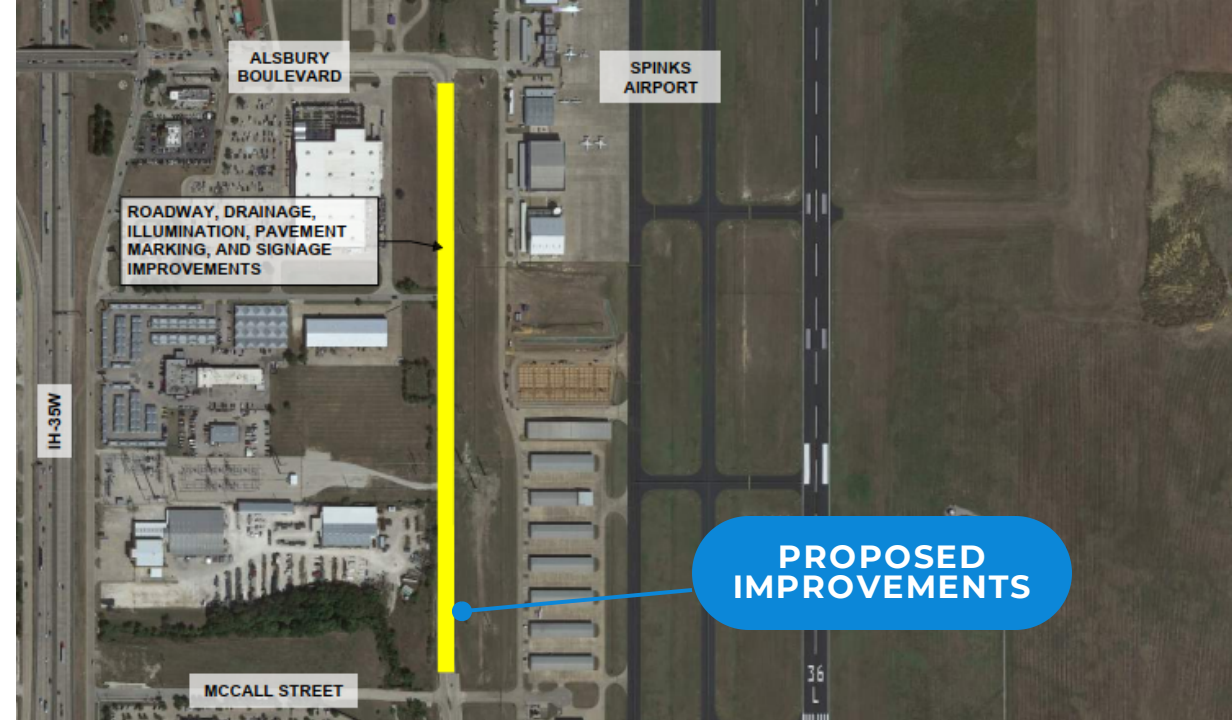 ALSBURY
BOULEVARD
SPINKS
AIRPORT
ROADWAY, DRAINAGE,
ILLUMINATION, PAVEMENT
MARKING, AND SIGNAGE
IMPROVEMENTS
IH-35W
PROPOSED
IMPROVEMENTS
36
L
MCCALL STREET